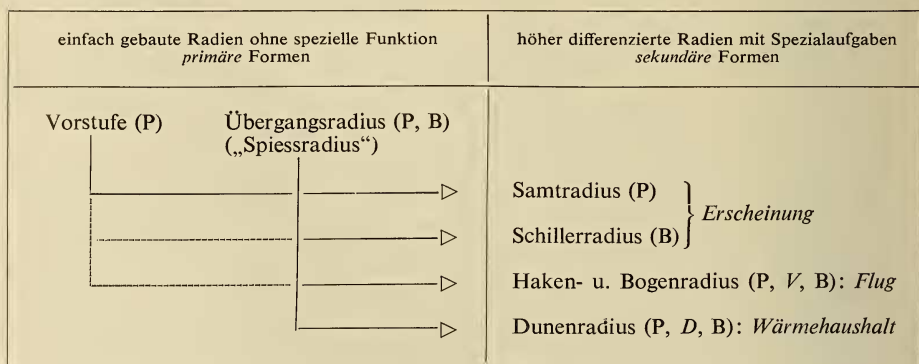 einfach gebaute Radien ohne spezielle Funktion
primäre Formen
höher differenzierte Radien mit Spezialaufgaben
sekundäre Formen
Vorstufe (P)
Übergangsradius (P, B)
(„Spiessradius“)
Samtradius (P)
Schillerradius (B)
Erscheinung
Haken- u. Bogenradius (P, V, B): Flug
Dunenradius (P, D, B): Wärmehaushalt